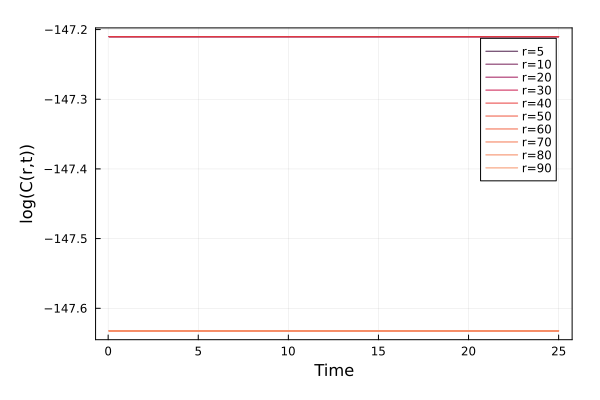 −147.2
−147.3
−147.4
−147.5
−147.6
log(C(r,t))
r=5
r=10
r=20
r=30
r=40
r=50
r=60
r=70
r=80
r=90
0 5 10 15 20 25
Time